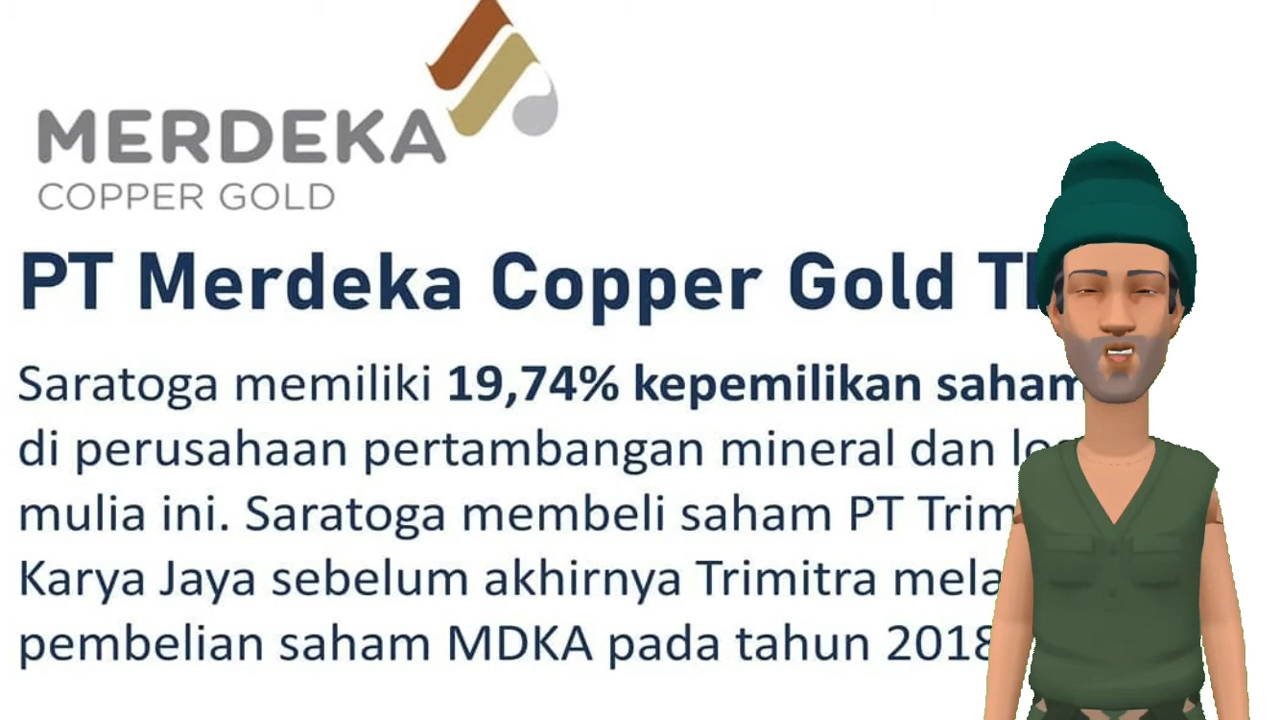 MERDEKA
COPPER GOLD
PT Merdeka Copper Gold
Saratoga memiliki 19,74% kepemilikan saham
di perusahaan pertambangan mineral dan
mulia ini. Saratoga membeli saham PT
Karya Jaya sebelum akhirnya Trimitra
pembelian saham MDKA pada tahun 2018